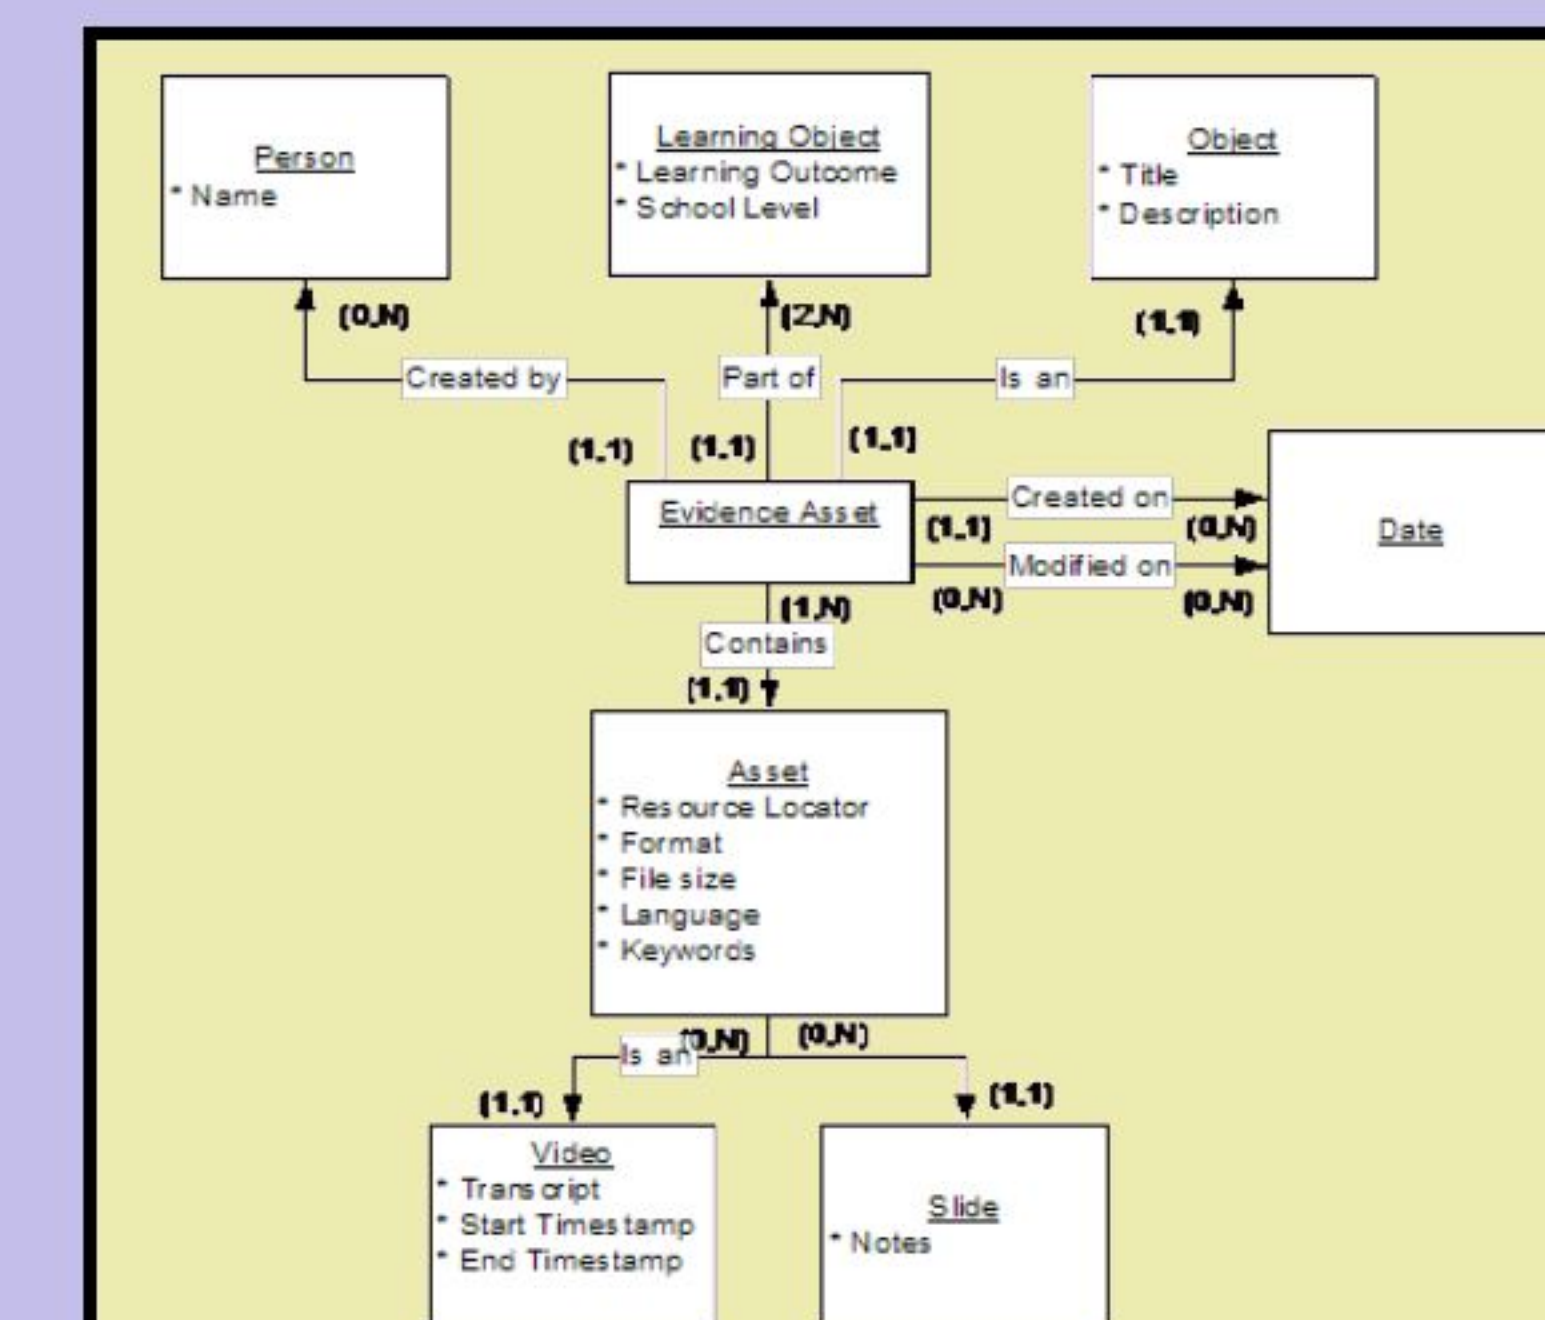 Person
* Name
Learning Object
* Learning Outcome
* School Level
Object
* Title
* Description
(0,N)
(2,N)
(1,1)
Created by
Part of
Is an
(1,1)
(1,1)
(1,1)
Evidence Asset
Created on
(1,1)
(0,N)
Modified on
(0,N)
(0,N)
Date
(1,N)
Contains
(1,1)
Asset
* Resource Locator
* Format
* File size
* Language
* Keywords
(0,N)
(0,N)
Is an
(1,1)
(1,1)
Video
* Transcript
* Start Timestamp
* End Timestamp
Slide
* Notes